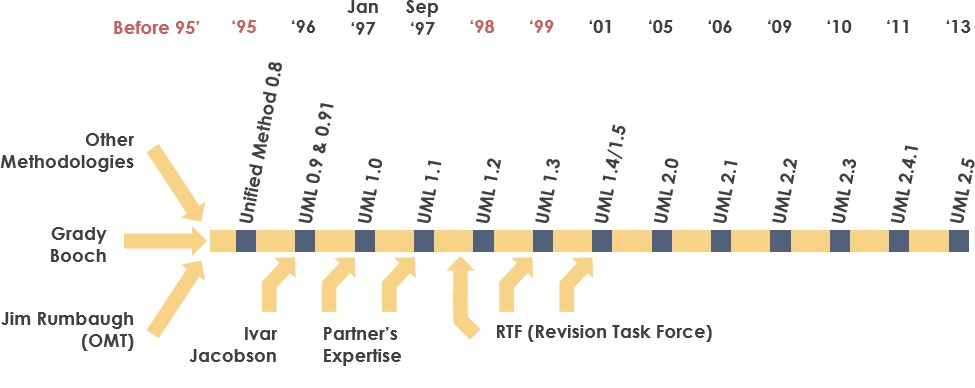 Jan
Sep
Before 95’ ‘95 ‘96 ‘97 ‘97 ‘98 ‘99 ‘01 ‘05 ‘06 ‘09 ‘10 ‘11 ‘13
Unified Method 0.8
UML 0.9 & 0.91
UML 1.0
UML 1.1
UML 1.2
UML 1.3
UML 1.4/1.5
UML 2.0
UML 2.1
UML 2.2
UML 2.3
UML 2.4.1
UML 2.5
Other
Methodologies
Grady
Booch
Jim Rumbaugh
(OMT)
Ivar
Jacobson
Partner’s
Expertise
RTF (Revision Task Force)